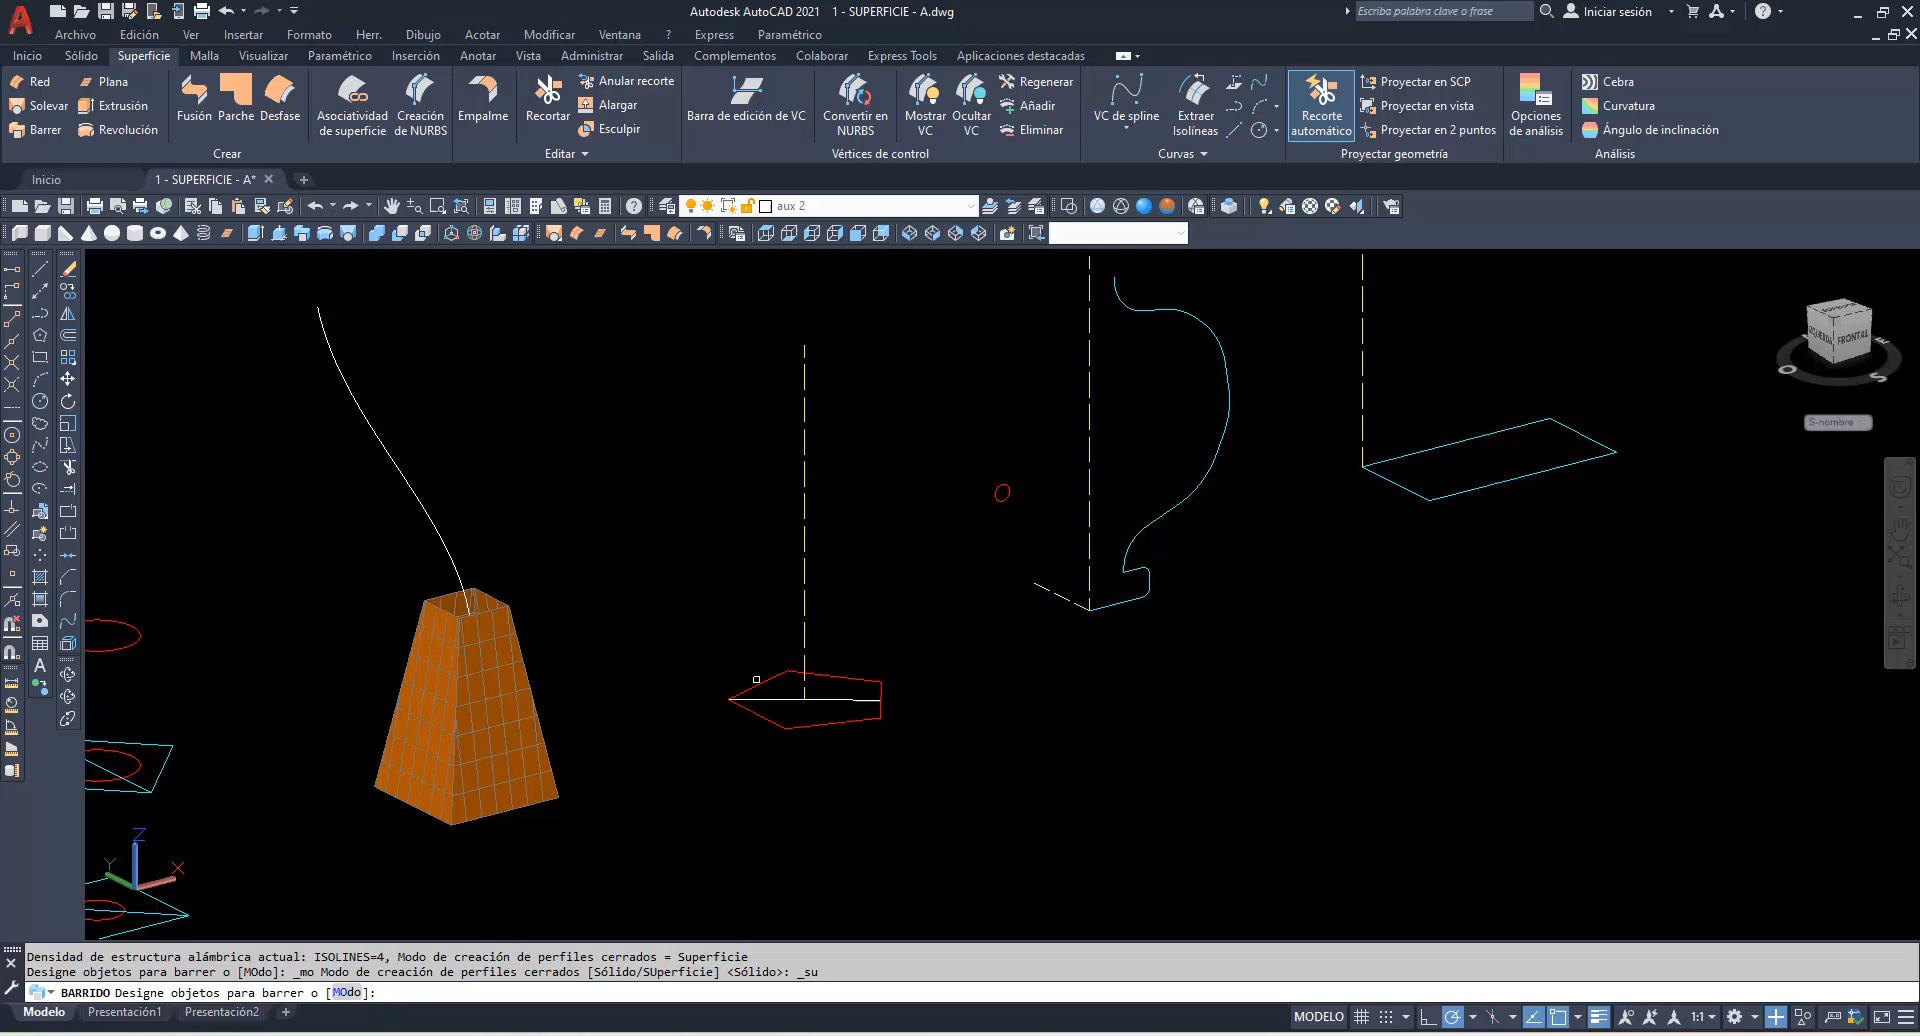 Autodesk AutoCAD 2021 1 - SUPERFICIE - A.dwg
Escriba palabra clave o frase
Iniciar sesión
Archivo Edición Ver Insertar Formato Herr. Dibujo Acotar Modificar Ventana ? Express Paramétrico
Inicio Sólido Superficie Malla Visualizar Paramétrico Inserción Anotar Vista Administrar Salida Complementos Colaborar Express Tools Aplicaciones destacadas
Red Plana
Solevar Extrusión
Barrer Revolución
Fusión Parche Desfase
Asociatividad de superficie
Creación de NURBS
Crear
Empalme
Recortar
Anular recorte
Alargar
Esculpir
Editar
Barra de edición de VC
Convertir en NURBS
Mostrar VC
Ocultar VC
Regenerar
Añadir
Eliminar
Vértices de control
VC de spline
Extraer Isolíneas
Curvas
Recorte automático
Proyectar en SCP
Proyectar en vista
Proyectar en 2 puntos
Proyectar geometría
Opciones de análisis
Cebra
Curvatura
Ángulo de inclinación
Análisis
Inicio
1 - SUPERFICIE - A*
aux 2
FRONTAL
O
S
E
S-nombre
Z
Y
X
Densidad de estructura alámbrica actual: ISOLINES=4, Modo de creación de perfiles cerrados = Superficie
Designe objetos para barrer o [MOdo]: _mo Modo de creación de perfiles cerrados [Sólido/SUperficie] <Sólido>: _su
BARRIDO Designe objetos para barrer o [MOdo]:
Modelo Presentación1 Presentación2 +
MODELO
1:1